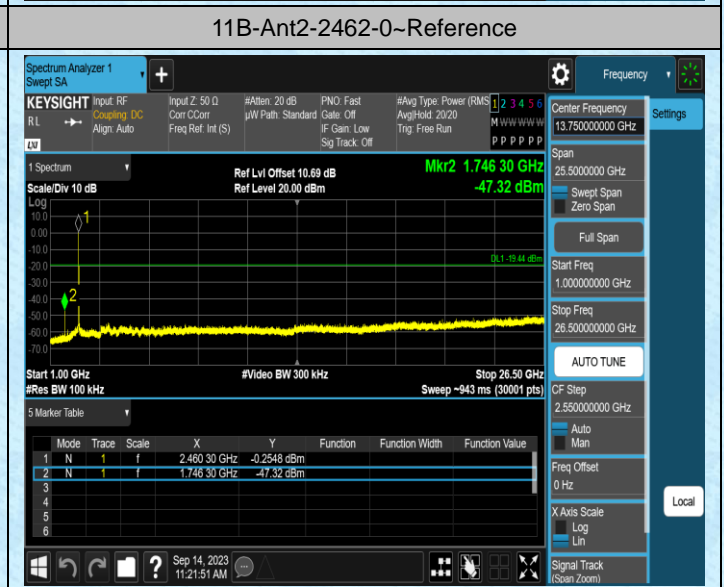 11B-Ant2-2462-0~Reference
Spectrum Analyzer 1
Swept SA
Frequency
KEYSIGHT
RL
LXI
Input: RF
Coupling: DC
Align: Auto
Input Z: 50 Ω
Corr CCorr
Freq Ref: Int (S)
#Atten: 20 dB
µW Path: Standard
PNO: Fast
Gate: Off
IF Gain: Low
Sig Track: Off
#Avg Type: Power (RMS
Avg|Hold: 20/20
Trig: Free Run
1 2 3 4 5 6
M W W W W W
P P P P P P
Center Frequency
13.750000000 GHz
Settings
1 Spectrum
Scale/Div 10 dB
Ref Lvl Offset 10.69 dB
Ref Level 20.00 dBm
Mkr2 1.746 30 GHz
-47.32 dBm
Span
25.5000000 GHz
Swept Span
Zero Span
Full Span
Log
10.0
0.00
-10.0
-20.0
-30.0
-40.0
-50.0
-60.0
-70.0
1
2
DL1 -19.44 dBm
Start Freq
1.000000000 GHz
Stop Freq
26.500000000 GHz
AUTO TUNE
Start 1.00 GHz
#Res BW 100 kHz
#Video BW 300 kHz
Stop 26.50 GHz
Sweep ~943 ms (30001 pts)
CF Step
2.550000000 GHz
Auto
Man
5 Marker Table
Mode Trace Scale X Y Function Function Width Function Value
1 N 1 f 2.460 30 GHz -0.2548 dBm
2 N 1 f 1.746 30 GHz -47.32 dBm
3
4
5
6
Freq Offset
0 Hz
X Axis Scale
Log
Lin
Local
Signal Track
(Span Zoom)
?
Sep 14, 2023
11:21:51 AM